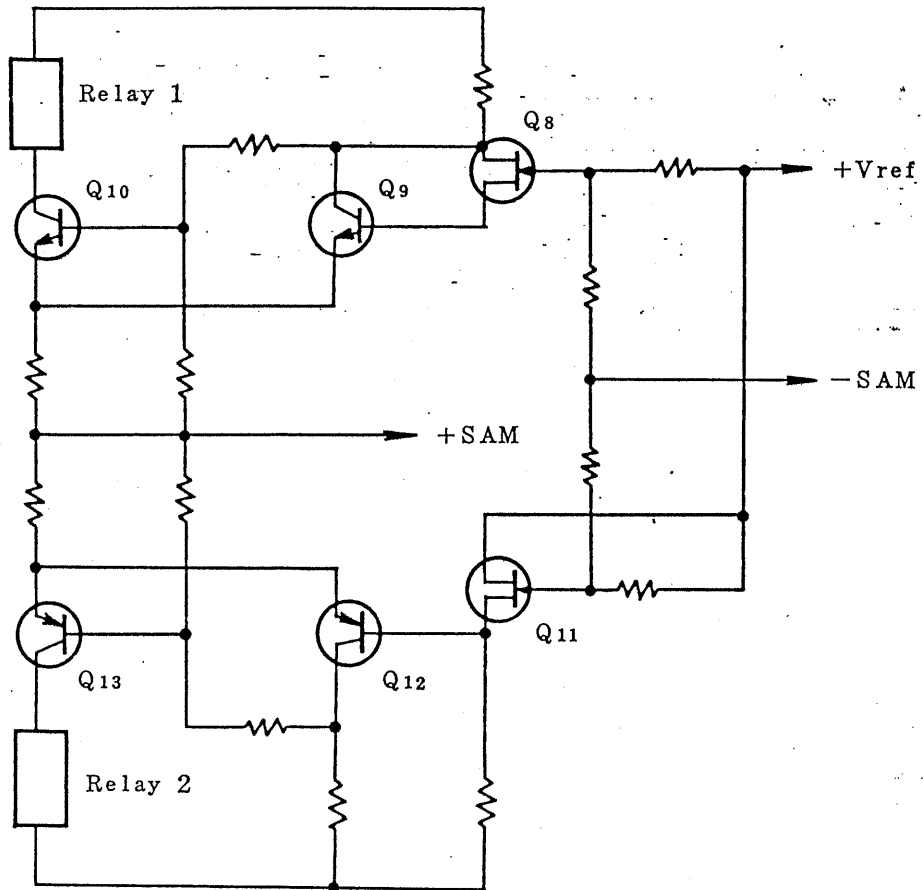 Relay 1
Q8
+Vref
Q10
Q9
−SAM
+SAM
Q11
Q13
Q12
Relay 2